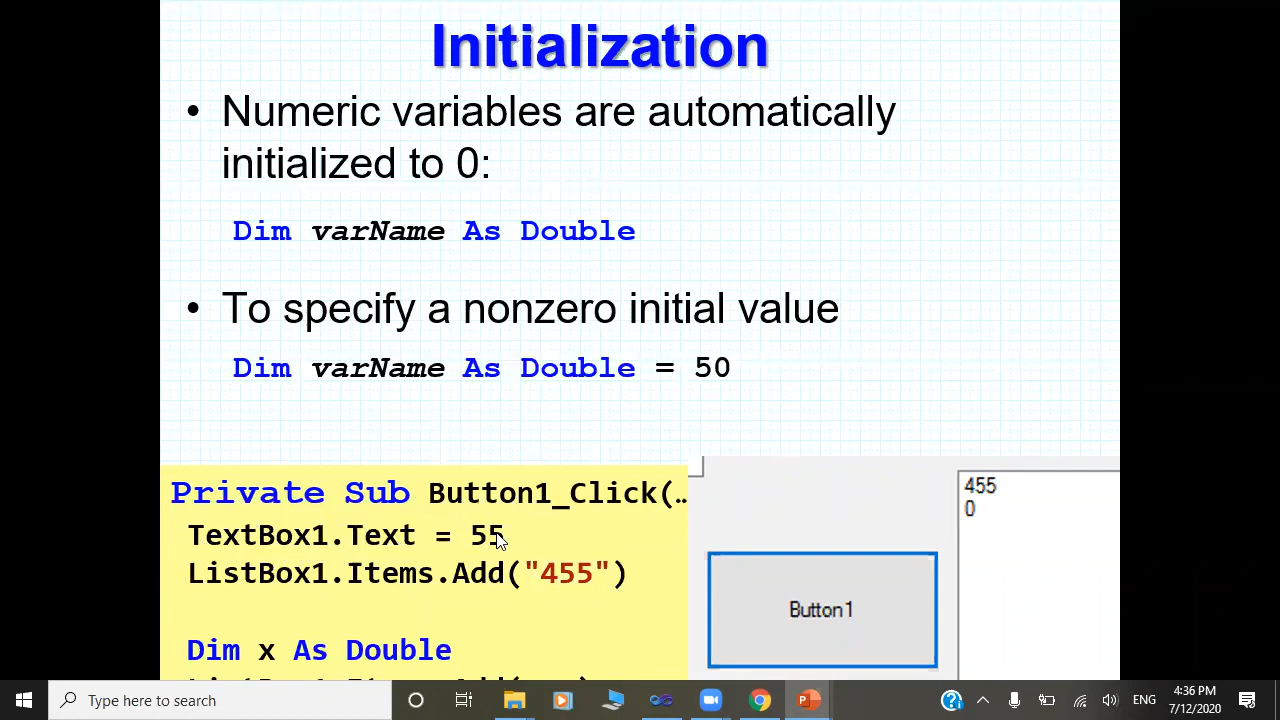 Initialization
• Numeric variables are automatically
initialized to 0:
Dim varName As Double
• To specify a nonzero initial value
Dim varName As Double = 50
Private Sub Button1_Click(…
TextBox1.Text = 55
ListBox1.Items.Add("455")
Dim x As Double
455
0
Button1
Type here to search
ENG
4:36 PM
7/12/2020